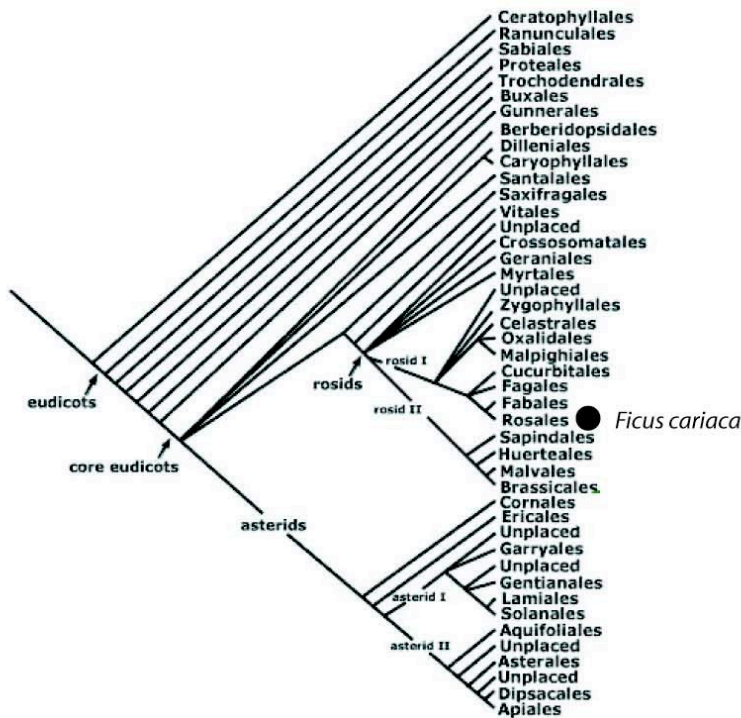 Ceratophyllales
Ranunculales
Sabiales
Proteales
Trochodendrales
Buxales
Gunnerales
Berberidopsidales
Dilleniales
Caryophyllales
Santalales
Saxifragales
Vitales
Unplaced
Crossosomatales
Geraniales
Myrtales
Unplaced
Zygophyllales
Celastrales
Oxalidales
Malpighiales
Cucurbitales
Fagales
Fabales
Rosales Ficus cariaca
Sapindales
Huerteales
Malvales
Brassicales
Cornales
Ericales
Unplaced
Garryales
Unplaced
Gentianales
Lamiales
Solanales
Aquifoliales
Unplaced
Asterales
Unplaced
Dipsacales
Apiales
eudicots
core eudicots
rosids
rosid I
rosid II
asterids
asterid I
asterid II